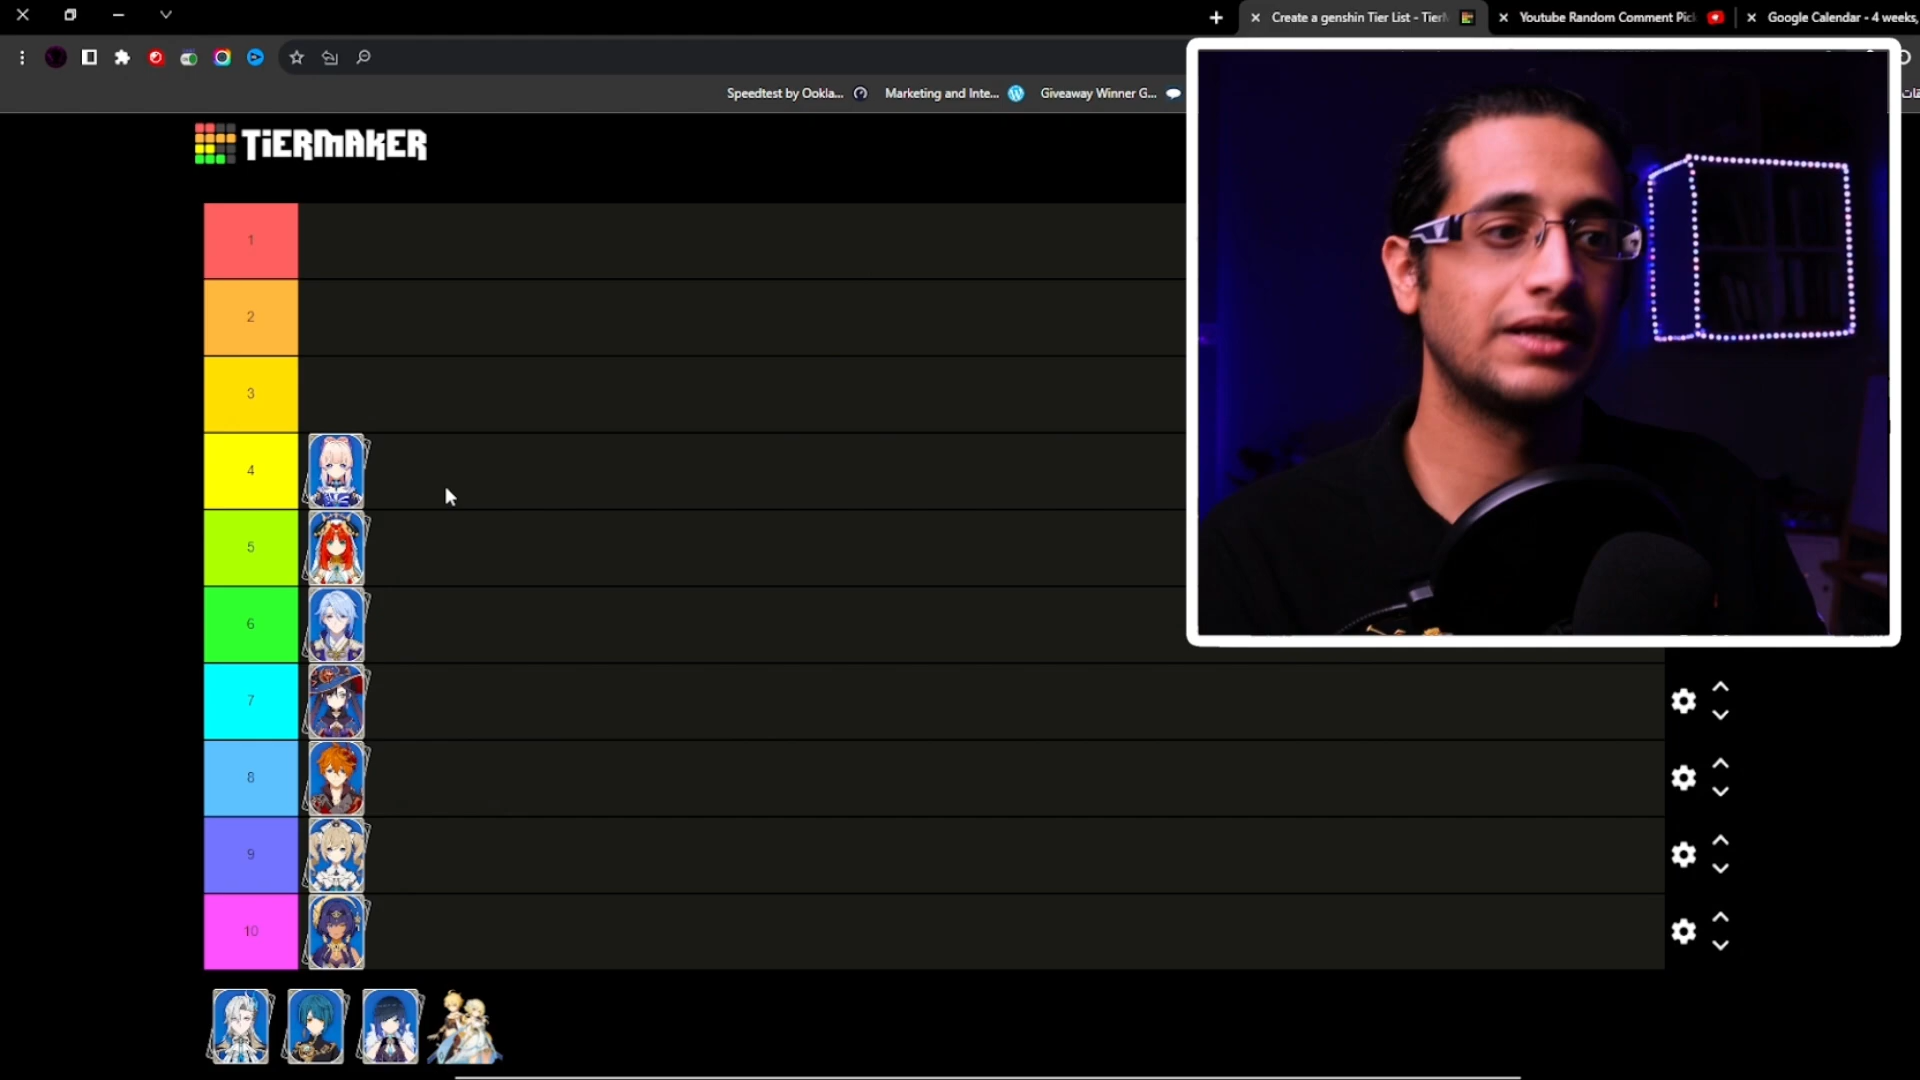 Create a genshin Tier List - Tier
Youtube Random Comment Pic
Google Calendar - 4 weeks,
Speedtest by Ookla...
Marketing and Inte...
Giveaway Winner G...
TiERMAKER
1
2
3
4
5
6
7
8
9
10